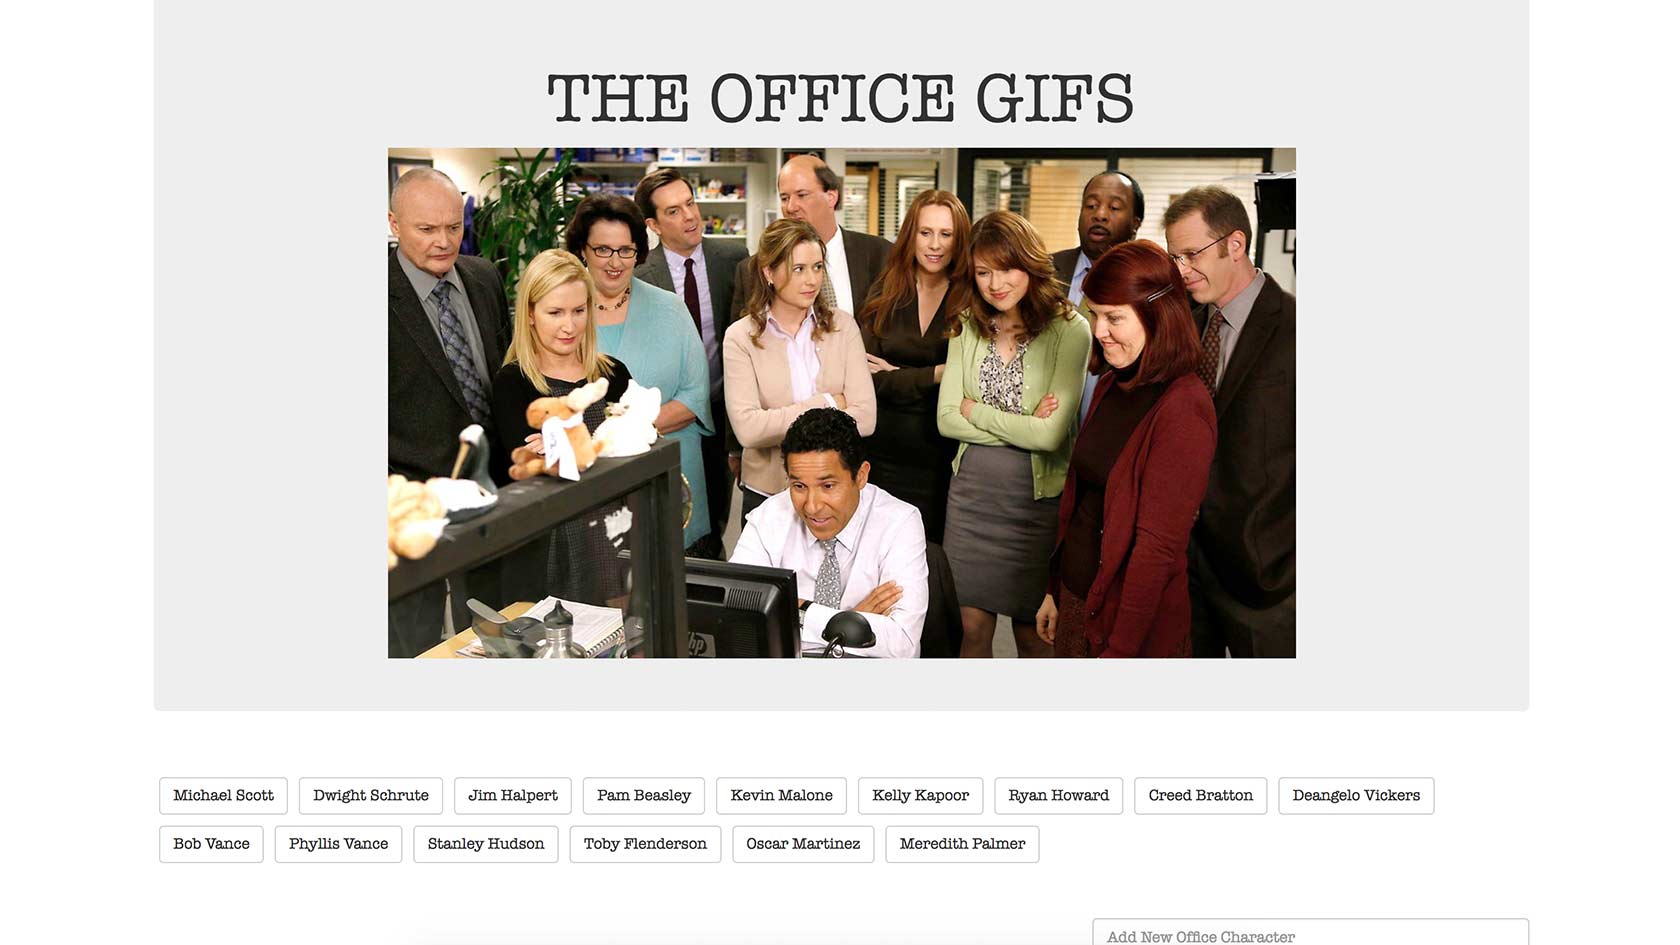 THE OFFICE GIFS
hp
Michael Scott Dwight Schrute Jim Halpert Pam Beasley Kevin Malone Kelly Kapoor Ryan Howard Creed Bratton Deangelo Vickers
Bob Vance Phyllis Vance Stanley Hudson Toby Flenderson Oscar Martinez Meredith Palmer
Add New Office Character